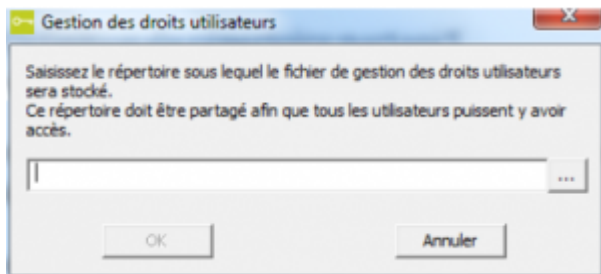 Gestion des droits utilisateurs
Saisissez le répertoire sous lequel le fichier de gestion des droits utilisateurs
sera stocké.
Ce répertoire doit être partagé afin que tous les utilisateurs puissent y avoir
accès.
...
OK
Annuler